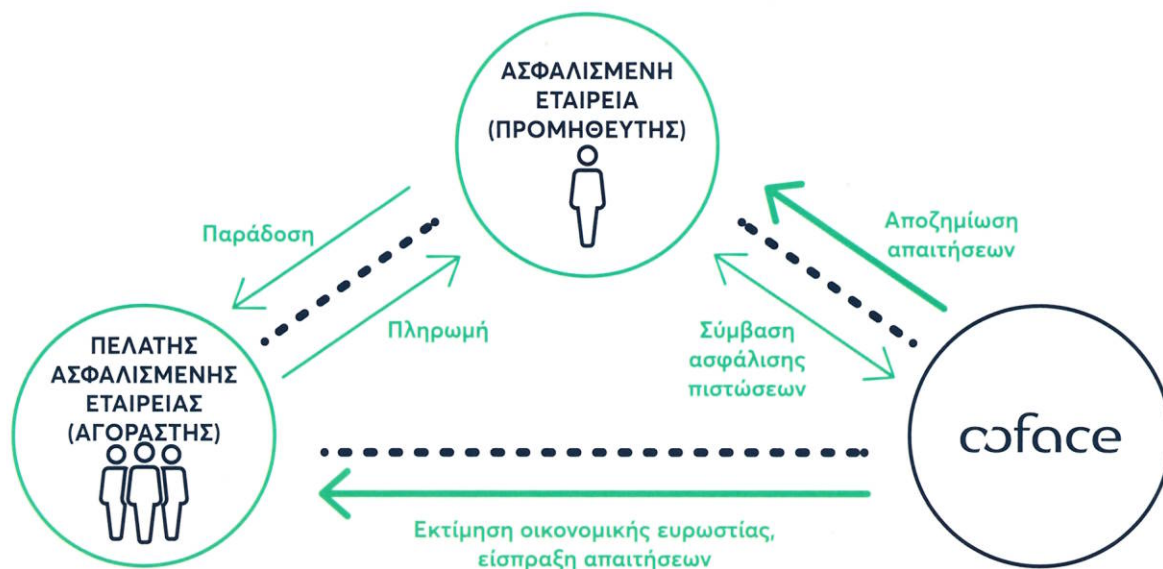 ΑΣΦΑΛΙΣΜΕΝΗ
ΕΤΑΙΡΕΙΑ
(ΠΡΟΜΗΘΕΥΤΗΣ)
Παράδοση
Πληρωμή
Αποζημίωση
απαιτήσεων
Σύμβαση
ασφάλισης
πιστώσεων
ΠΕΛΑΤΗΣ
ΑΣΦΑΛΙΣΜΕΝΗΣ
ΕΤΑΙΡΕΙΑΣ
(ΑΓΟΡΑΣΤΗΣ)
coface
Εκτίμηση οικονομικής ευρωστίας,
είσπραξη απαιτήσεων